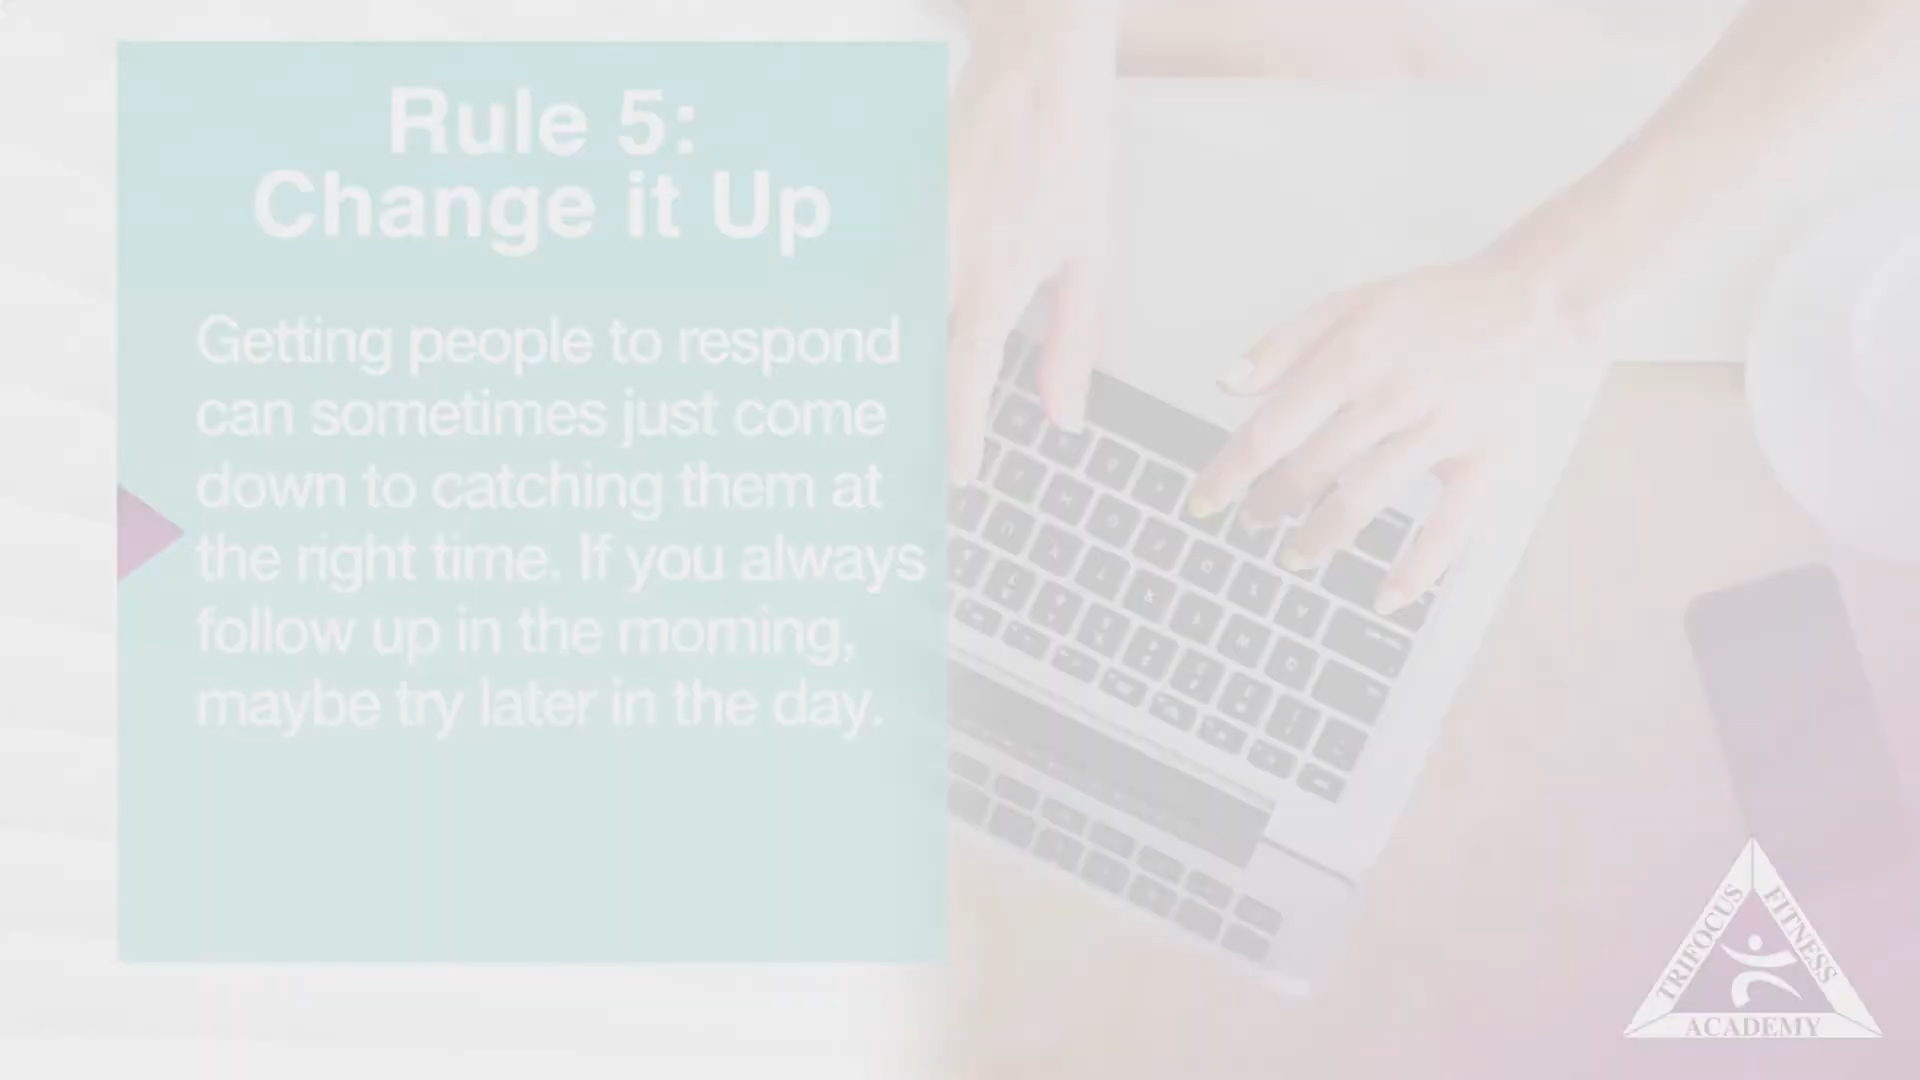 Rule 5:
Change it Up
Getting people to respond
can sometimes just come
down to catching them at
the right time. If you always
follow up in the morning,
maybe try later in the day.
TRIFOCUS
FITNESS
ACADEMY